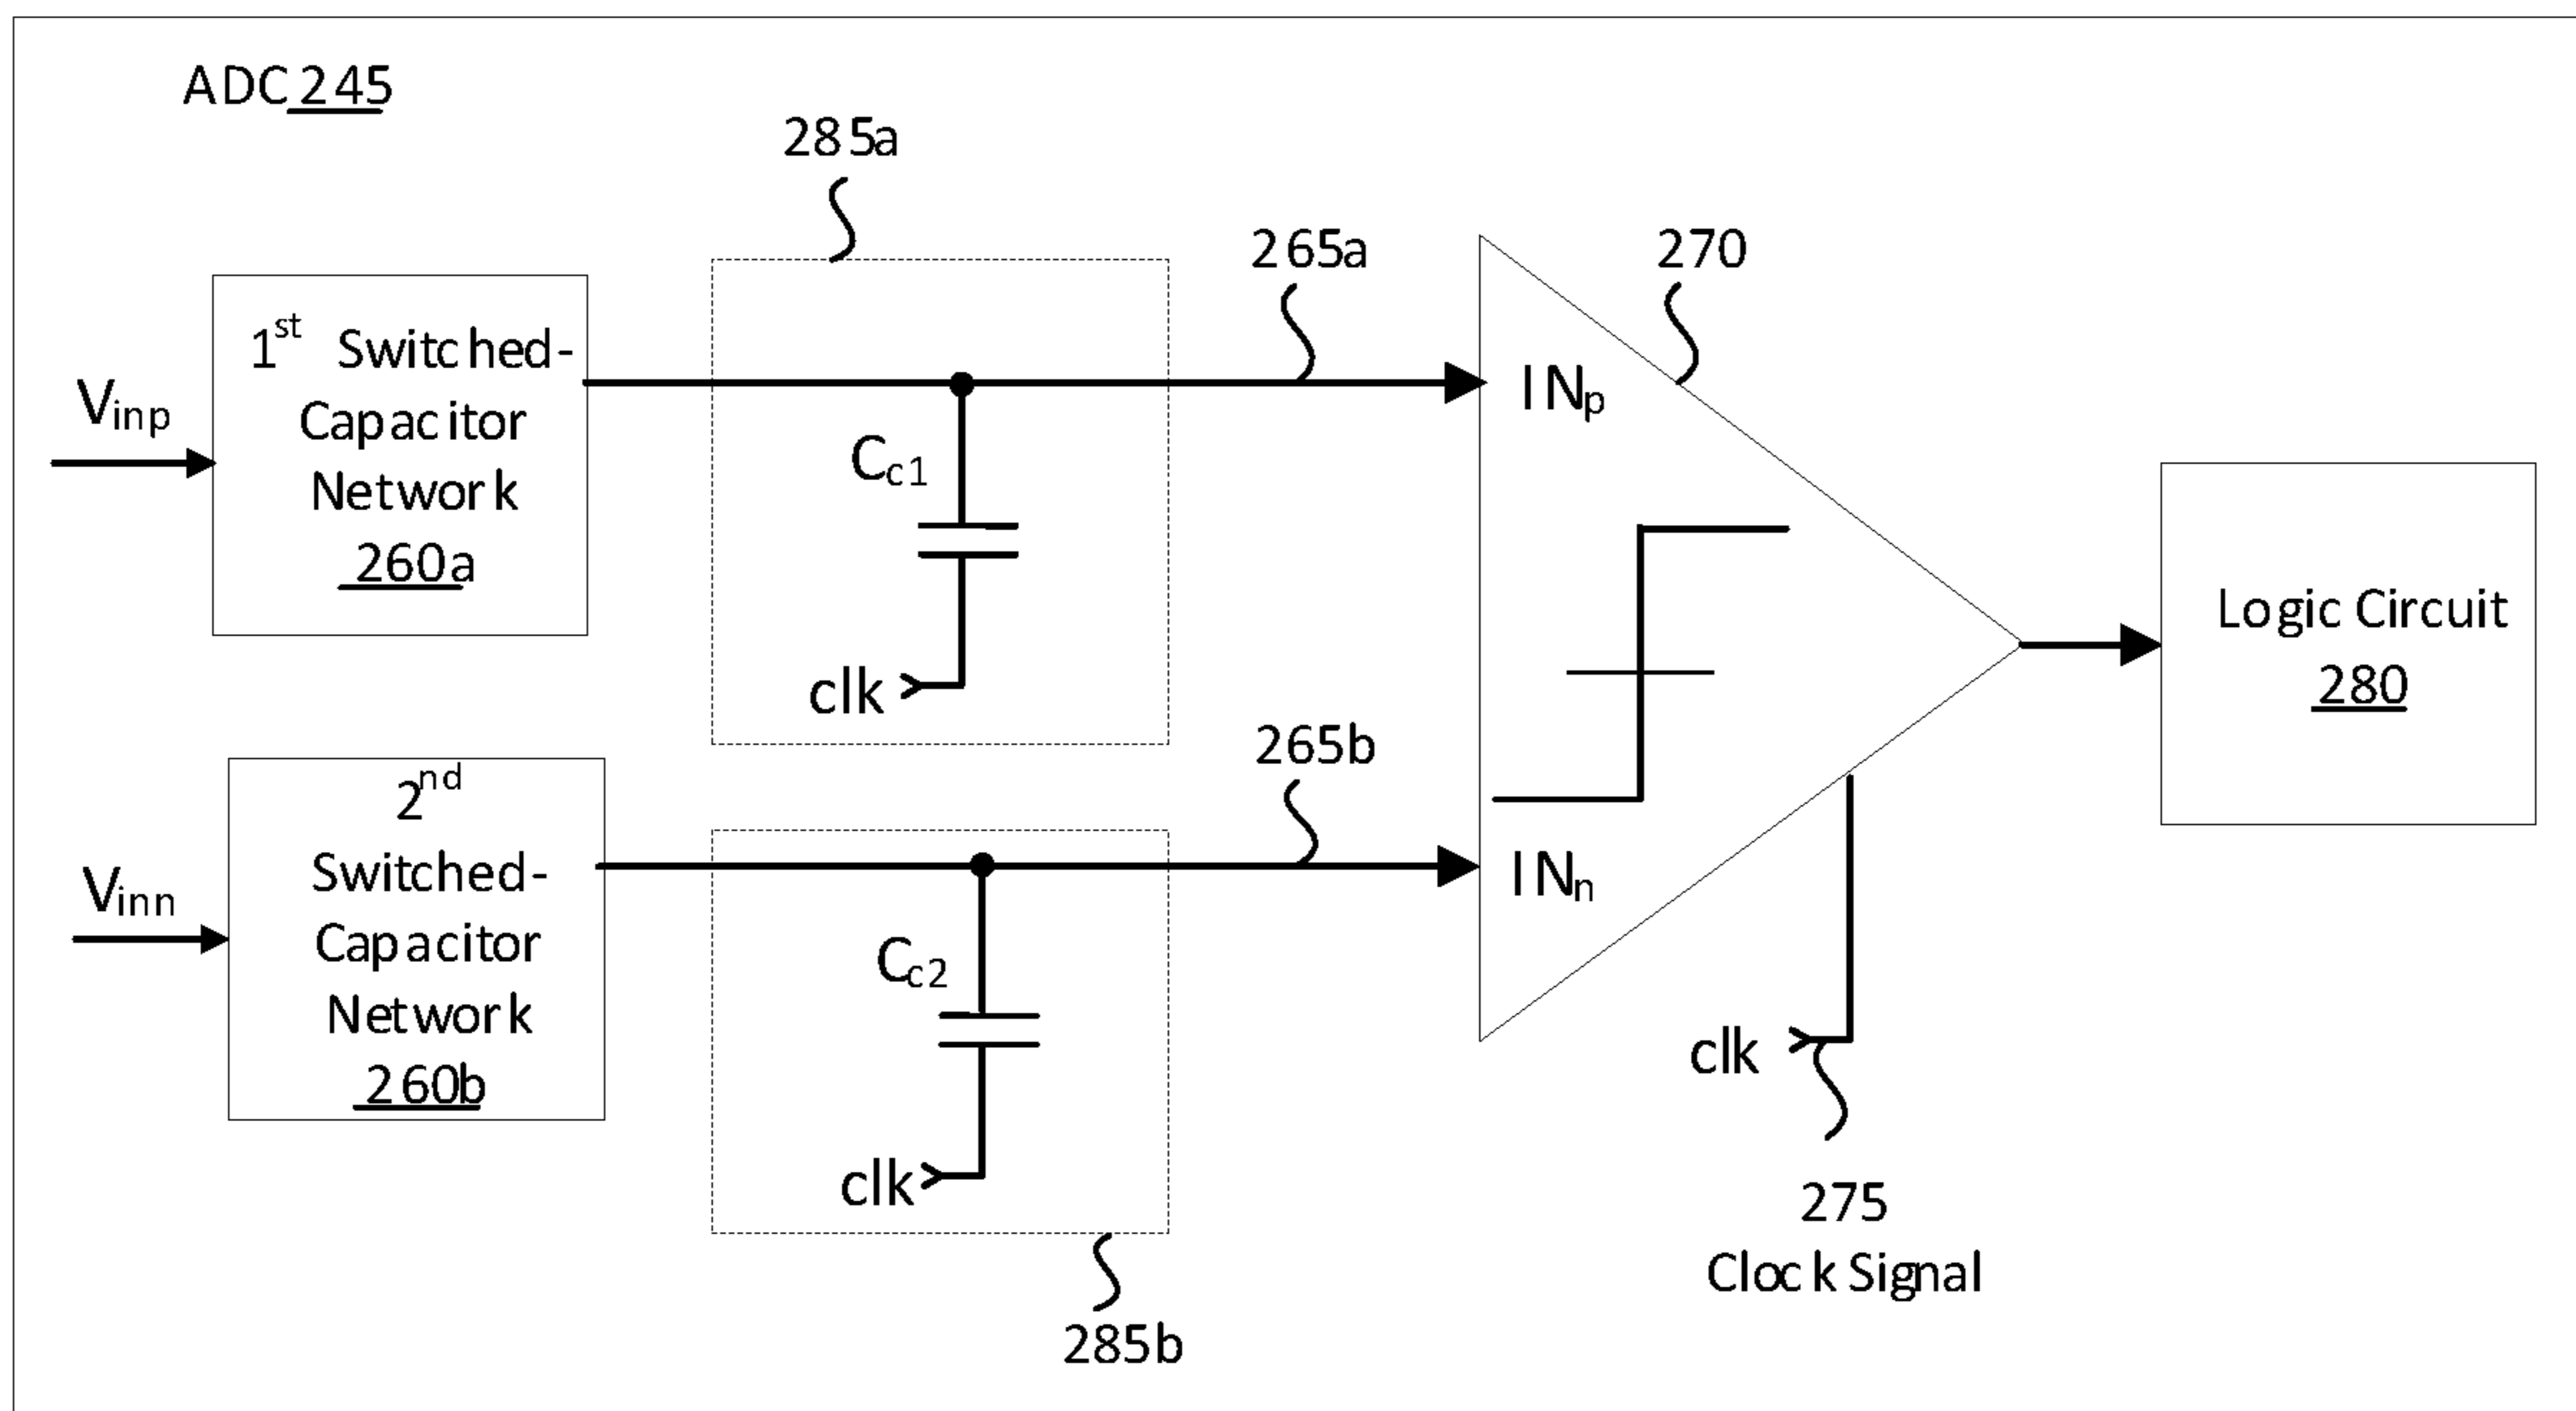 ADC 245
285a
265a
270
1st Switched-
Capacitor
Network
260a
Vinp
Cc1
clk
INp
Logic Circuit
280
265b
2nd
Switched-
Capacitor
Network
260b
Vinn
Cc2
clk
INn
clk
275
Clock Signal
285b